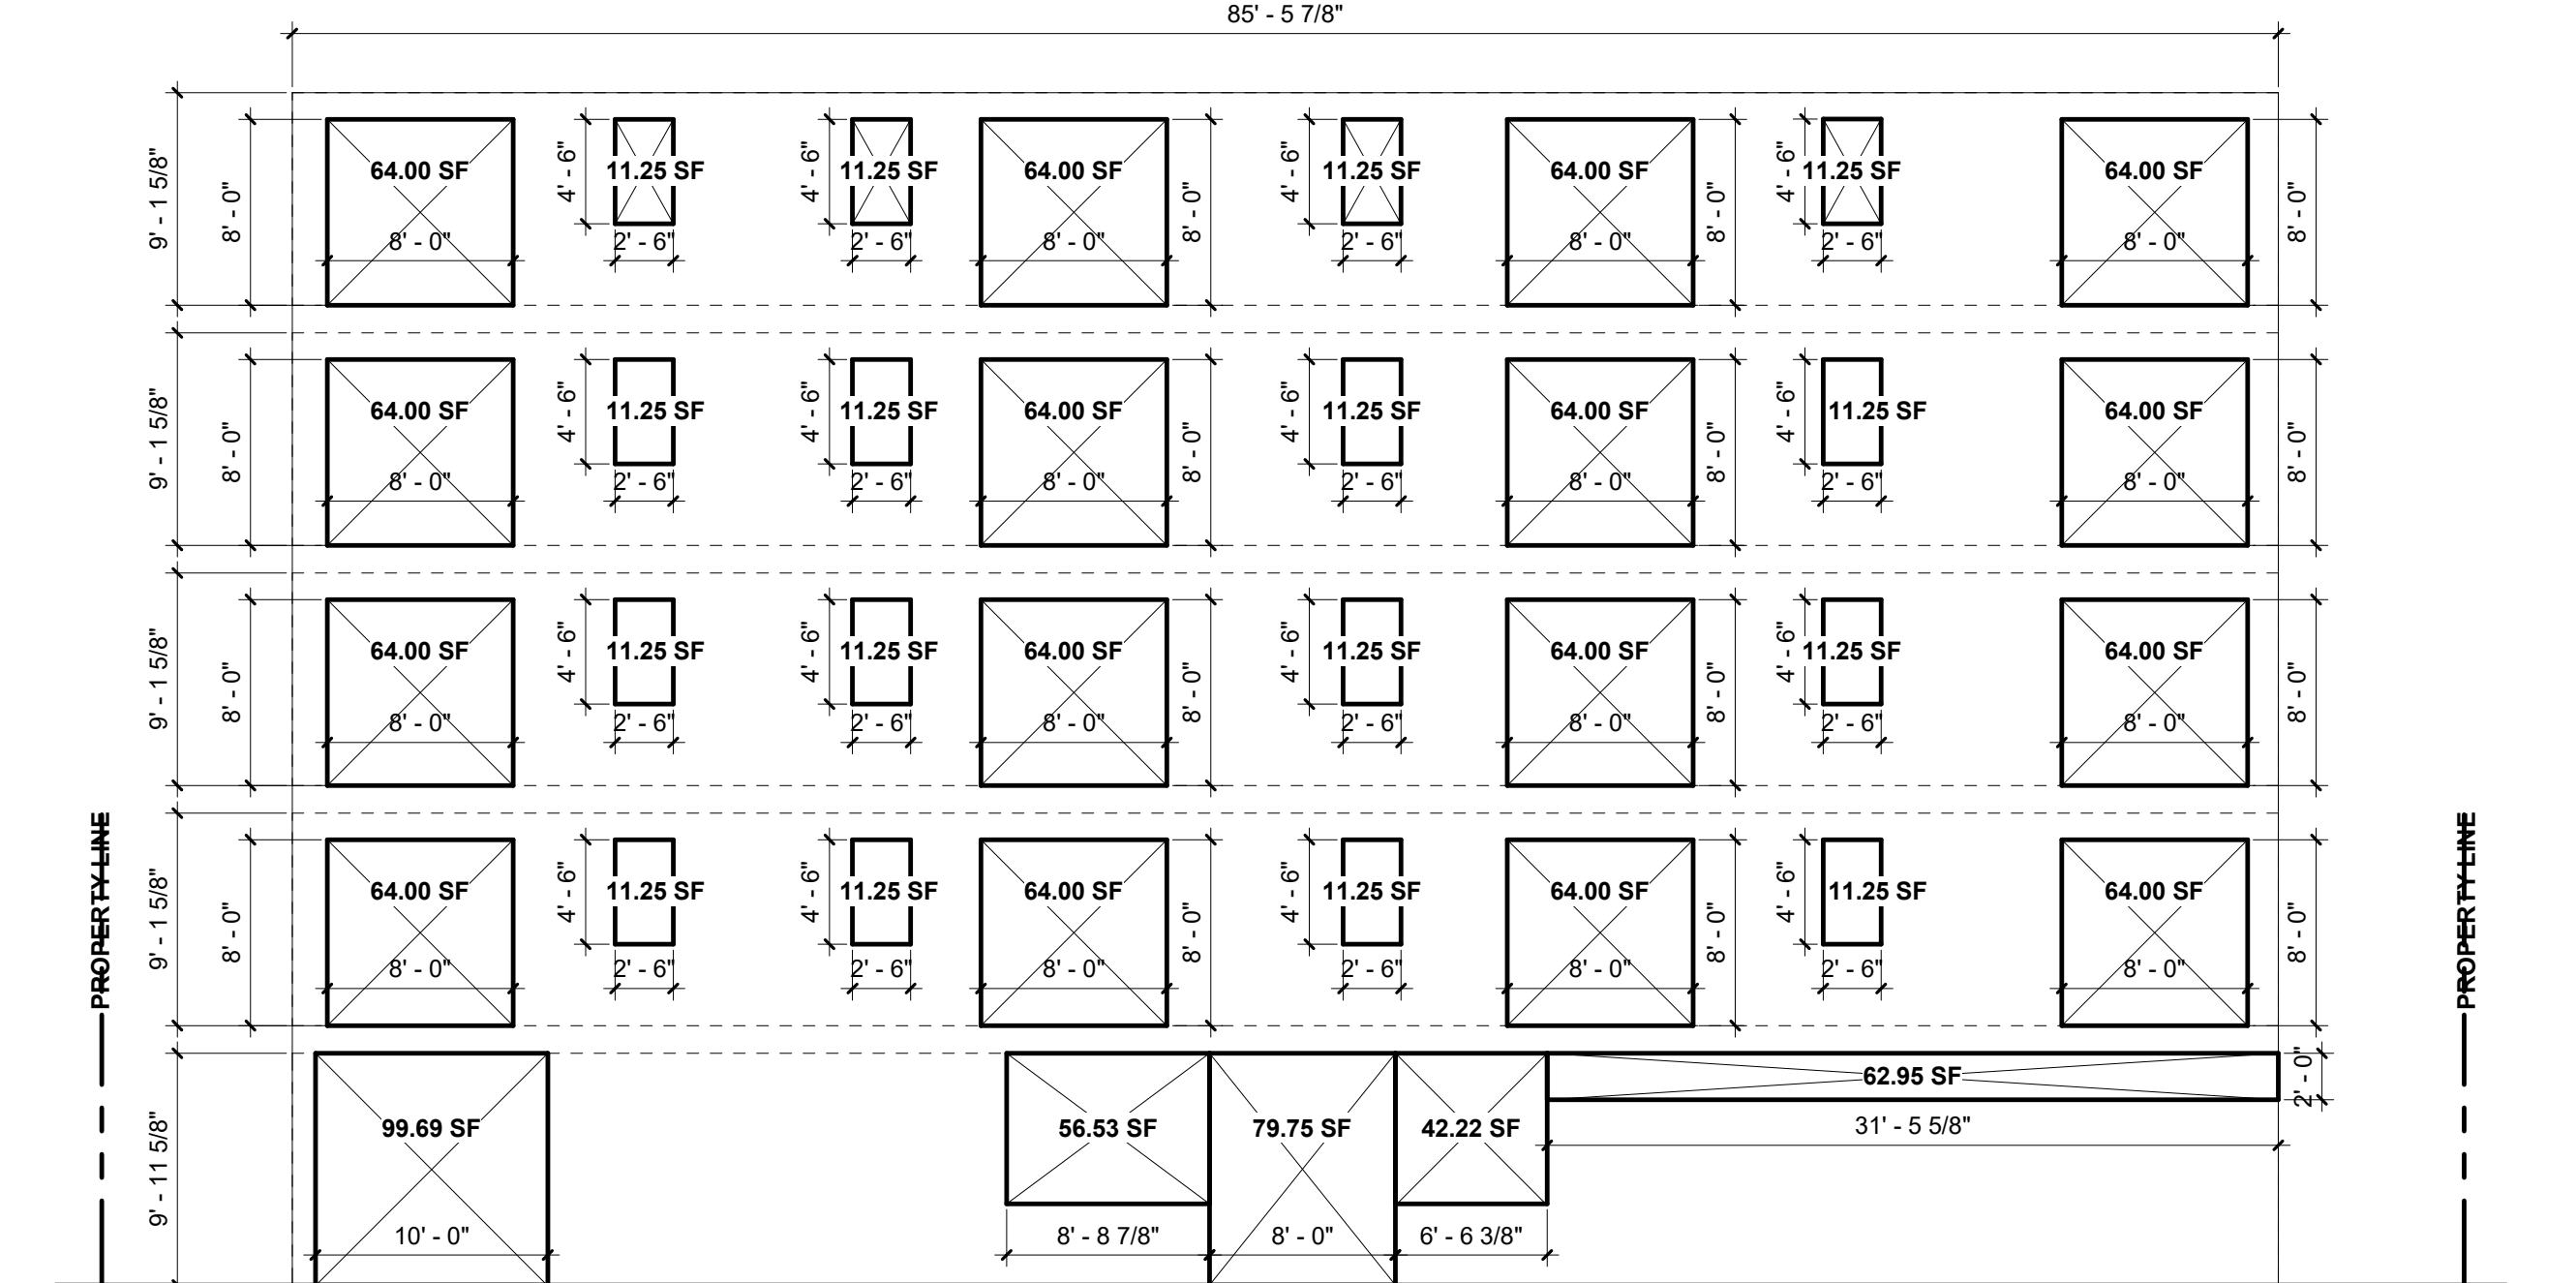 85' - 5 7/8"
9' - 1 5/8"
8' - 0"
64.00 SF
8' - 0"
4' - 6"
11.25 SF
2' - 6"
4' - 6"
11.25 SF
2' - 6"
64.00 SF
8' - 0"
8' - 0"
4' - 6"
11.25 SF
2' - 6"
64.00 SF
8' - 0"
8' - 0"
4' - 6"
11.25 SF
2' - 6"
64.00 SF
8' - 0"
8' - 0"
9' - 1 5/8"
8' - 0"
64.00 SF
8' - 0"
4' - 6"
11.25 SF
2' - 6"
4' - 6"
11.25 SF
2' - 6"
64.00 SF
8' - 0"
8' - 0"
4' - 6"
11.25 SF
2' - 6"
64.00 SF
8' - 0"
8' - 0"
4' - 6"
11.25 SF
2' - 6"
64.00 SF
8' - 0"
8' - 0"
9' - 1 5/8"
8' - 0"
64.00 SF
8' - 0"
4' - 6"
11.25 SF
2' - 6"
4' - 6"
11.25 SF
2' - 6"
64.00 SF
8' - 0"
8' - 0"
4' - 6"
11.25 SF
2' - 6"
64.00 SF
8' - 0"
8' - 0"
4' - 6"
11.25 SF
2' - 6"
64.00 SF
8' - 0"
8' - 0"
PROPERTY LINE
9' - 1 5/8"
8' - 0"
64.00 SF
8' - 0"
4' - 6"
11.25 SF
2' - 6"
4' - 6"
11.25 SF
2' - 6"
64.00 SF
8' - 0"
8' - 0"
4' - 6"
11.25 SF
2' - 6"
64.00 SF
8' - 0"
8' - 0"
4' - 6"
11.25 SF
2' - 6"
64.00 SF
8' - 0"
8' - 0"
PROPERTY LINE
9' - 11 5/8"
99.69 SF
10' - 0"
56.53 SF
8' - 8 7/8"
79.75 SF
8' - 0"
42.22 SF
6' - 6 3/8"
62.95 SF
31' - 5 5/8"
2' - 0"